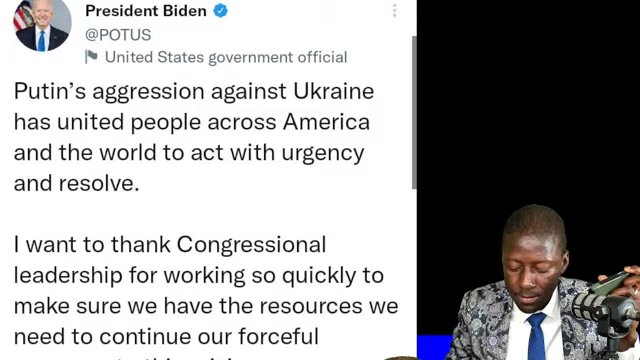 President Biden
@POTUS
United States government official
Putin's aggression against Ukraine
has united people across America
and the world to act with urgency
and resolve.
I want to thank Congressional
leadership for working so quickly to
make sure we have the resources we
need to continue our forceful